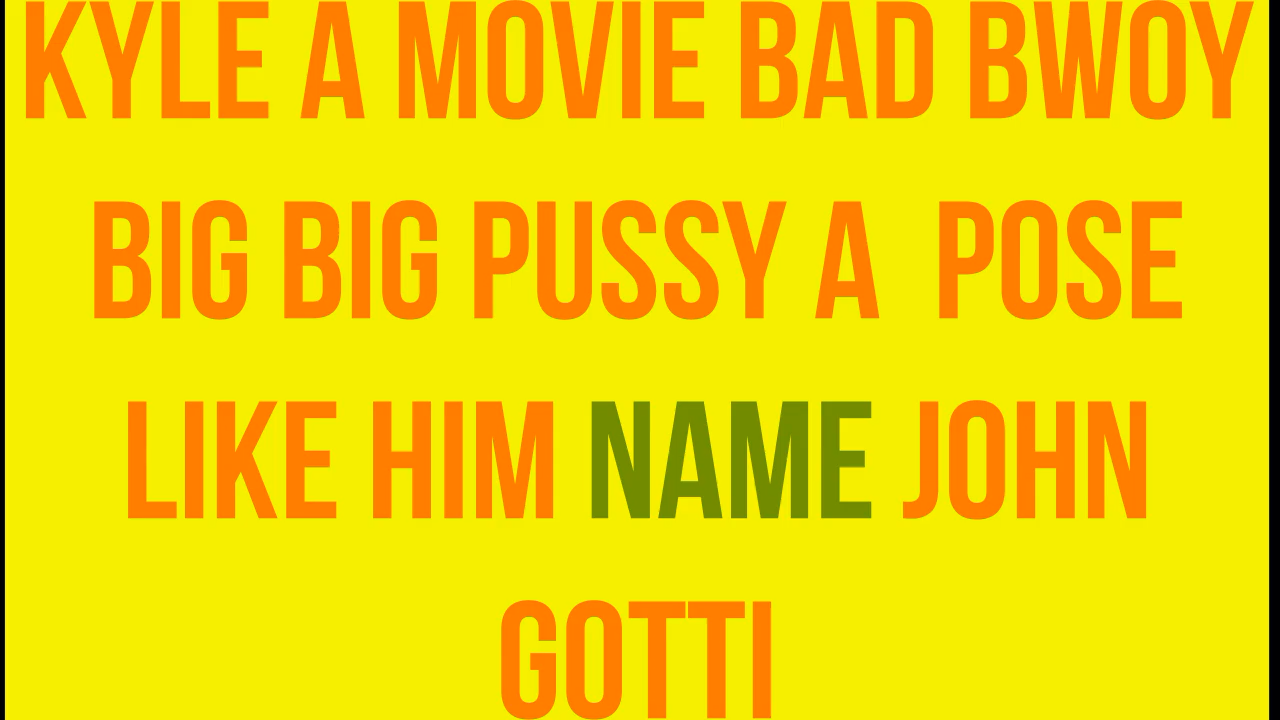 KYLE A MOVIE BAD BWOY
BIG BIG PUSSY A POSE
LIKE HIM NAME JOHN
GOTTI